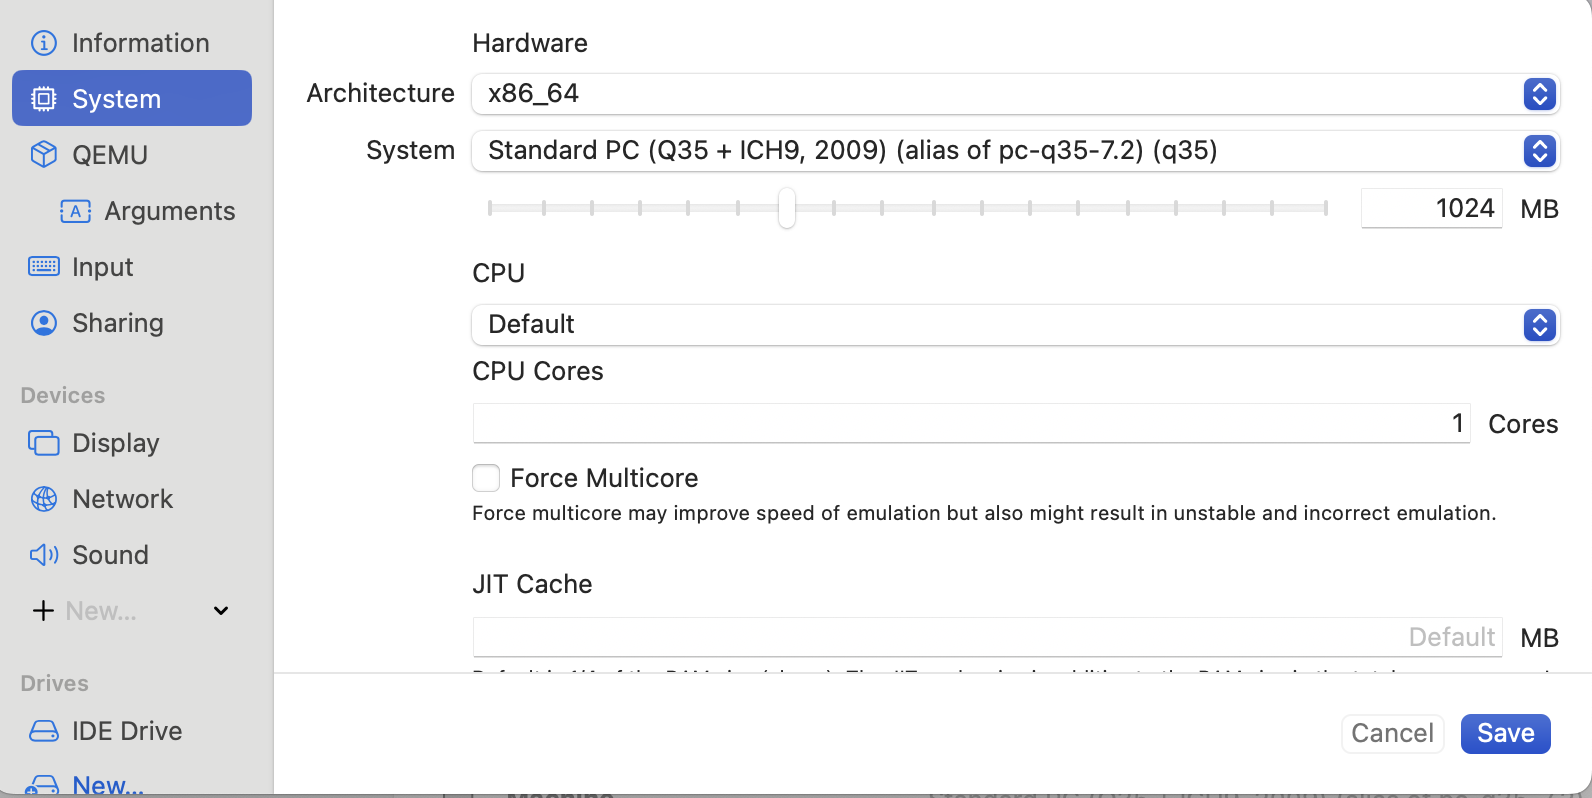 Information
System
QEMU
A
Arguments
Input
Sharing
Devices
Display
Network
Sound
New...
Drives
IDE Drive
New...
Hardware
Architecture x86_64
System Standard PC (Q35 + ICH9, 2009) (alias of pc-q35-7.2) (q35)
1024 MB
CPU
Default
CPU Cores
1 Cores
Force Multicore
Force multicore may improve speed of emulation but also might result in unstable and incorrect emulation.
JIT Cache
Default MB
Cancel Save